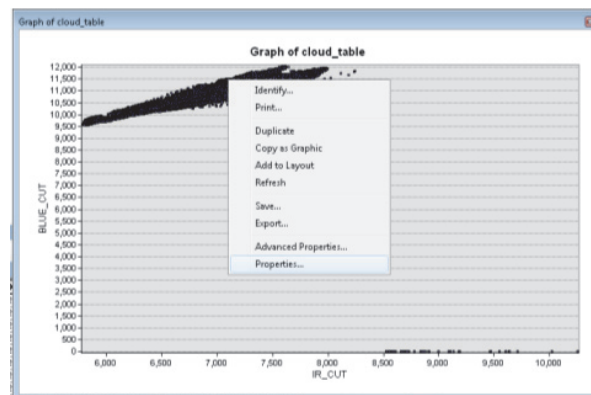 Graph of cloud_table
Graph of cloud_table
12,000
11,500
11,000
10,500
10,000
9,500
9,000
8,500
8,000
7,500
7,000
6,500
6,000
5,500
5,000
4,500
4,000
3,500
3,000
2,500
2,000
1,500
1,000
500
0
BLUE_CUT
Identify...
Print...
Duplicate
Copy as Graphic
Add to Layout
Refresh
Save...
Export...
Advanced Properties...
Properties...
6,000 6,500 7,000 7,500 8,000 8,500 9,000 9,500 10,000
IR_CUT